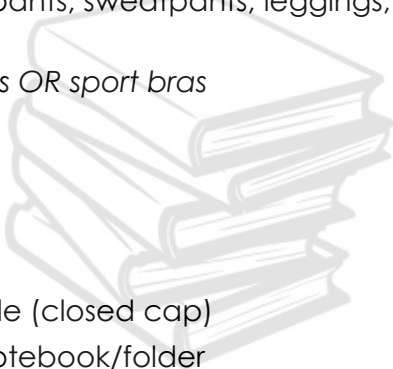 pants, sweatpants, leggings,
s OR sport bras
le (closed cap)
otebook/folder